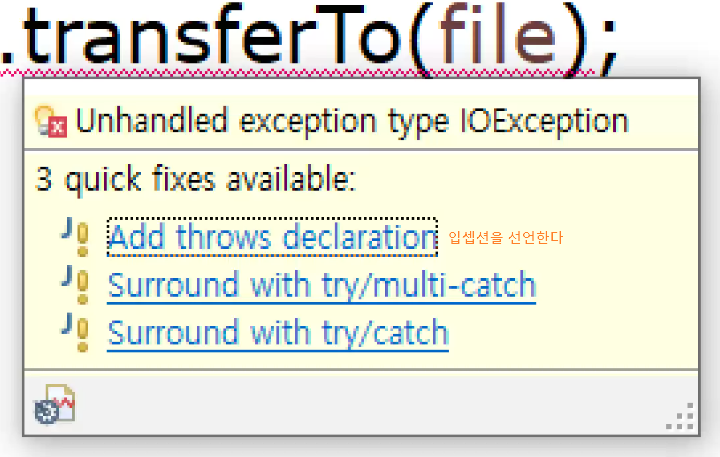 .transferTo(file);
Unhandled exception type IOException
3 quick fixes available:
Add throws declaration 입셉션을 선언한다
Surround with try/multi-catch
Surround with try/catch